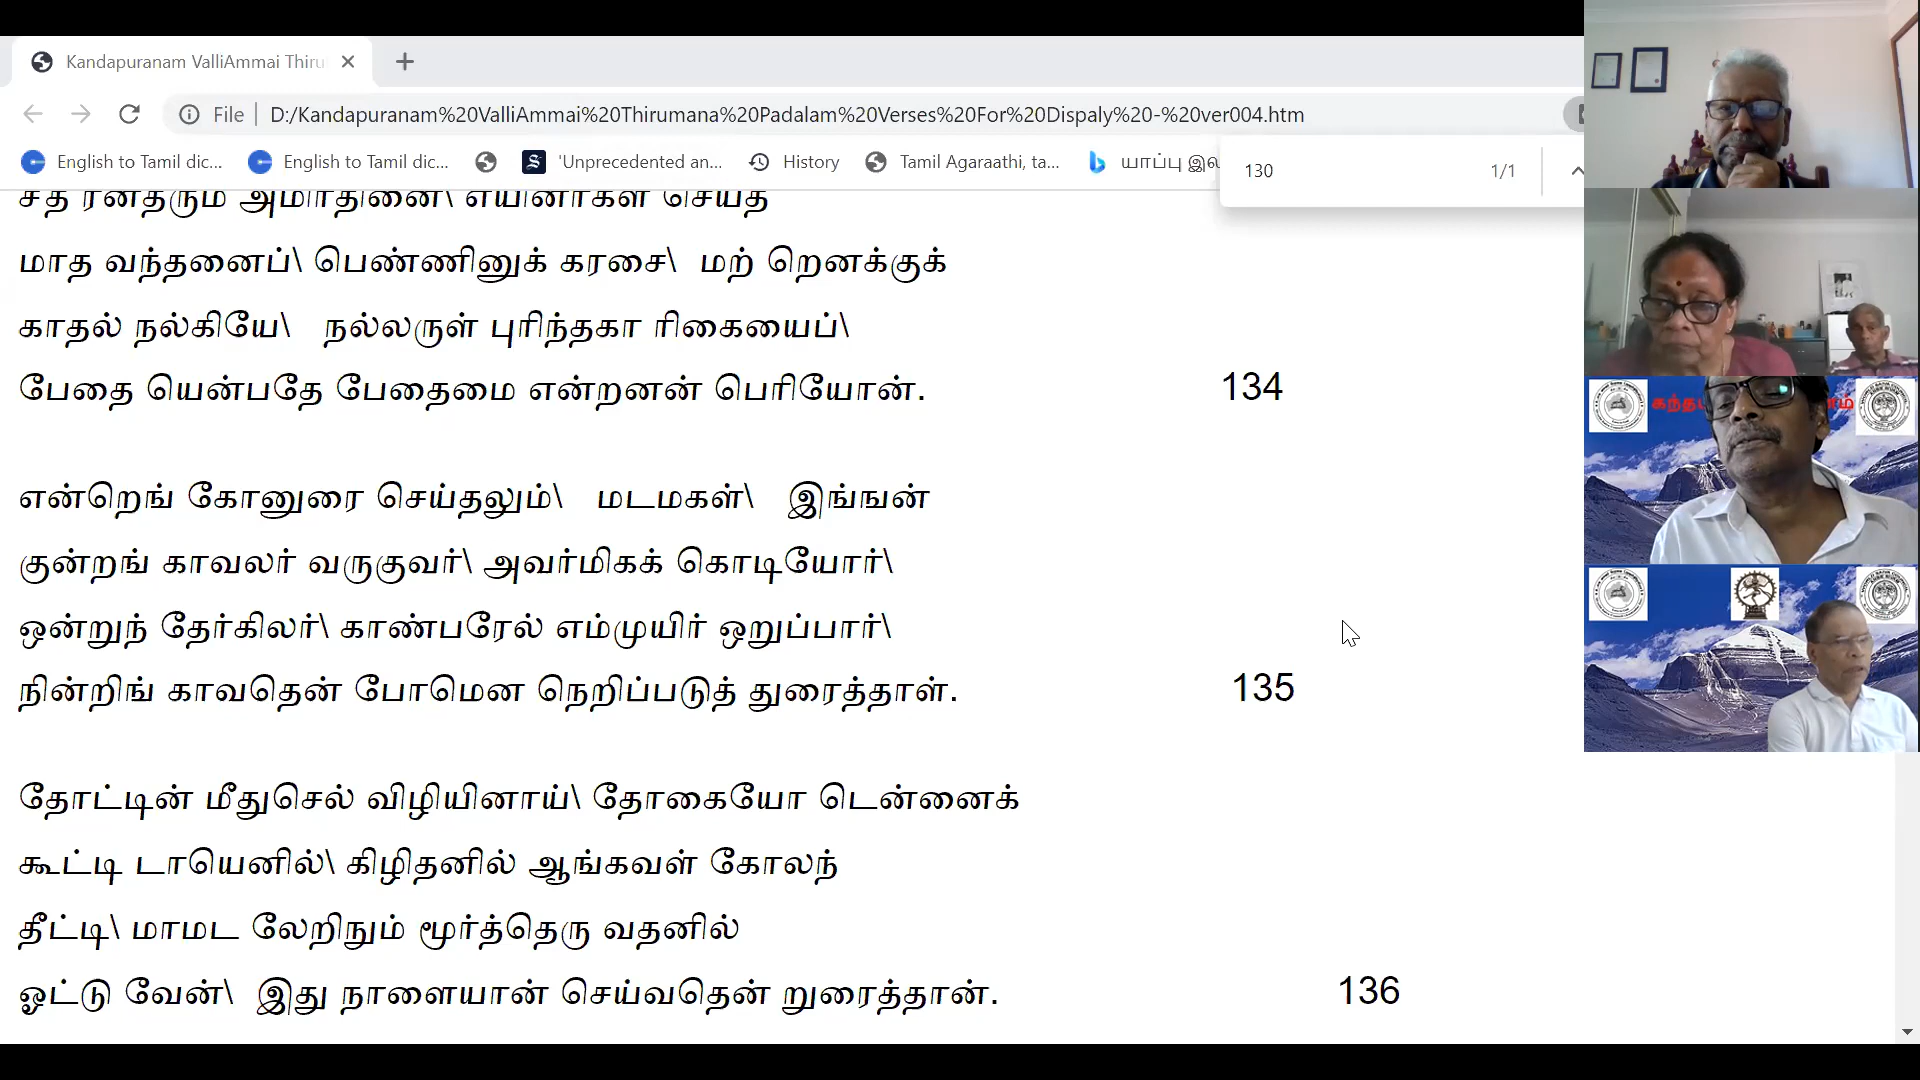 Kandapuranam ValliAmmai Thiru
File
D:/Kandapuranam%20ValliAmmai%20Thirumana%20Padalam%20Verses%20For%20Dispaly%20-%20ver004.htm
English to Tamil dic... English to Tamil dic... 'Unprecedented an... History Tamil Agaraathi, ta... யாப்பு இல
130 1/1
மாத வந்தனைப்\ பெண்ணினுக் கரசை\ மற் றெனக்குக்
காதல் நல்கியே\ நல்லருள் புரிந்தகா ரிகையைப்\
பேதை யென்பதே பேதைமை என்றனன் பெரியோன். 134
என்றெங் கோனுரை செய்தலும்\ மடமகள்\ இங்ஙன்
குன்றங் காவலர் வருகுவர்\ அவர்மிகக் கொடியோர்\
ஒன்றுந் தேர்கிலர்\ காண்பரேல் எம்முயிர் ஒறுப்பார்\
நின்றிங் காவதென் போமென நெறிப்படுத் துரைத்தாள். 135
தோட்டின் மீதுசெல் விழியினாய்\ தோகையோ டென்னைக்
கூட்டி டாயெனில்\ கிழிதனில் ஆங்கவள் கோலந்
தீட்டி\ மாமட லேறிநும் மூர்த்தெரு வதனில்
ஓட்டு வேன்\ இது நாளையான் செய்வதென் றுரைத்தான். 136